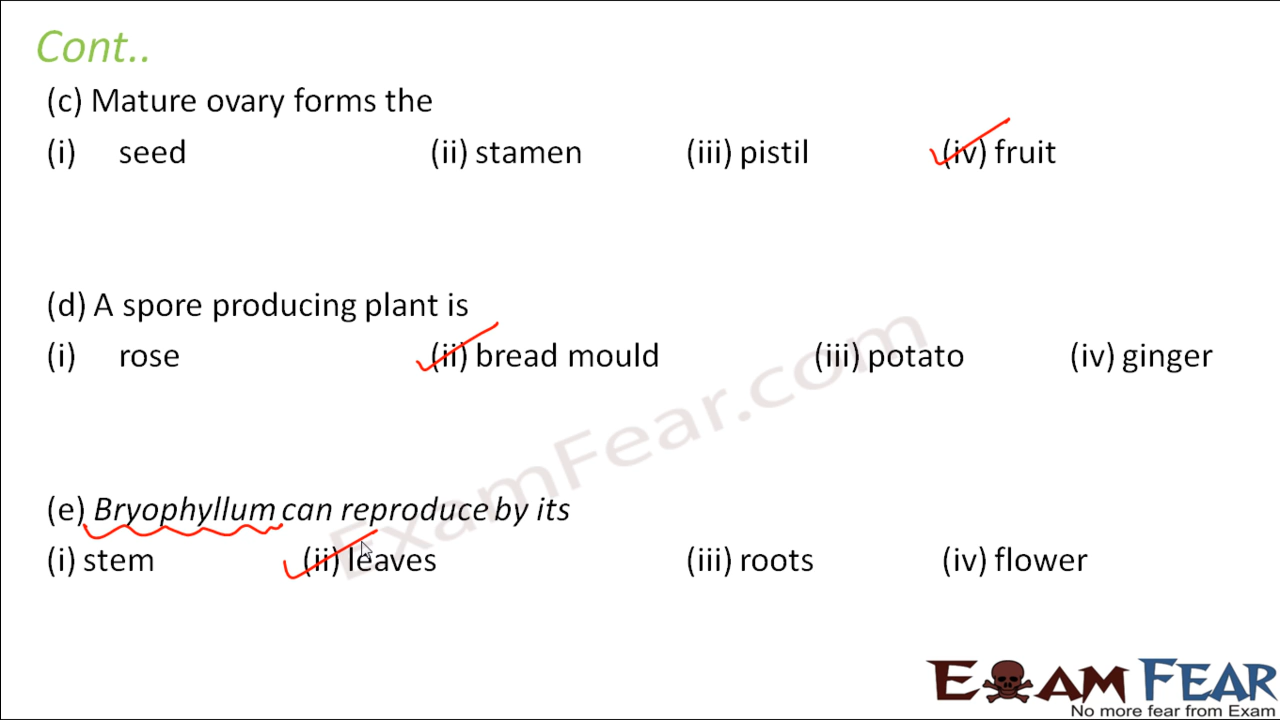 Cont..
(c) Mature ovary forms the
(i) seed (ii) stamen (iii) pistil (iv) fruit
(d) A spore producing plant is
(i) rose (ii) bread mould (iii) potato (iv) ginger
(e) Bryophyllum can reproduce by its
(i) stem (ii) leaves (iii) roots (iv) flower
ExamFear.com
EXAM FEAR
No more fear from Exam